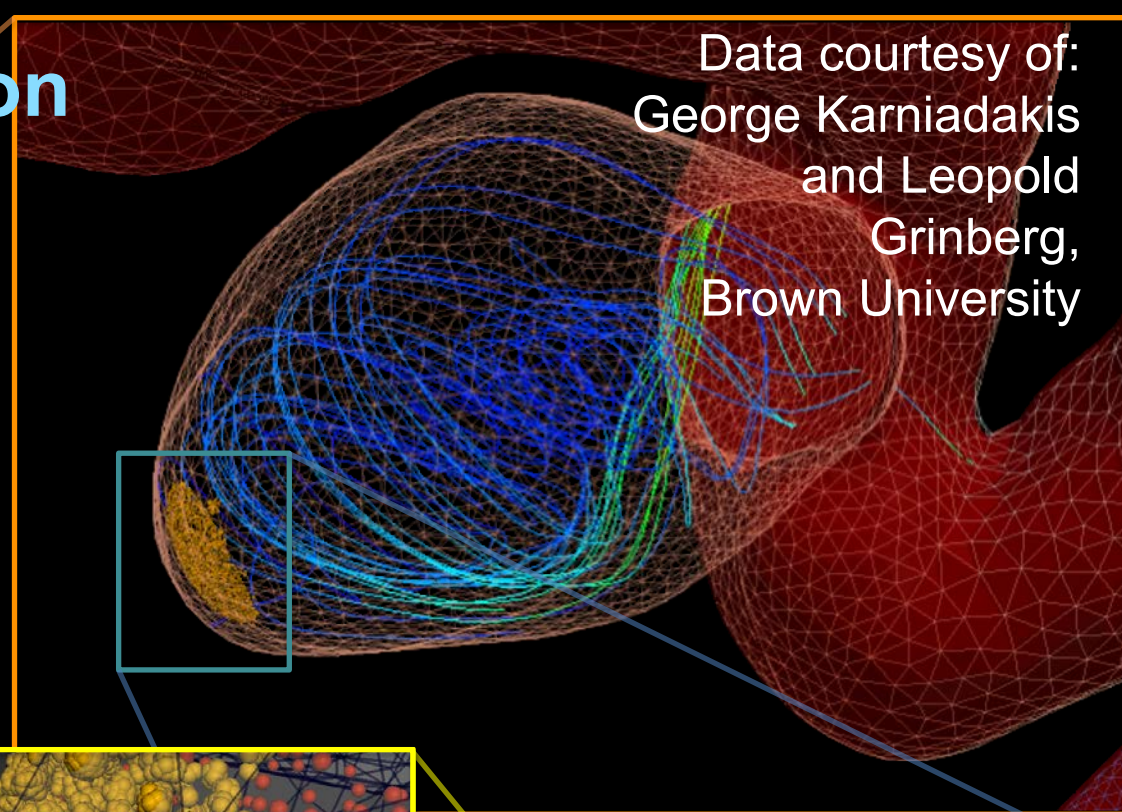 on
Data courtesy of:
George Karniadakis
and Leopold
Grinberg,
Brown University